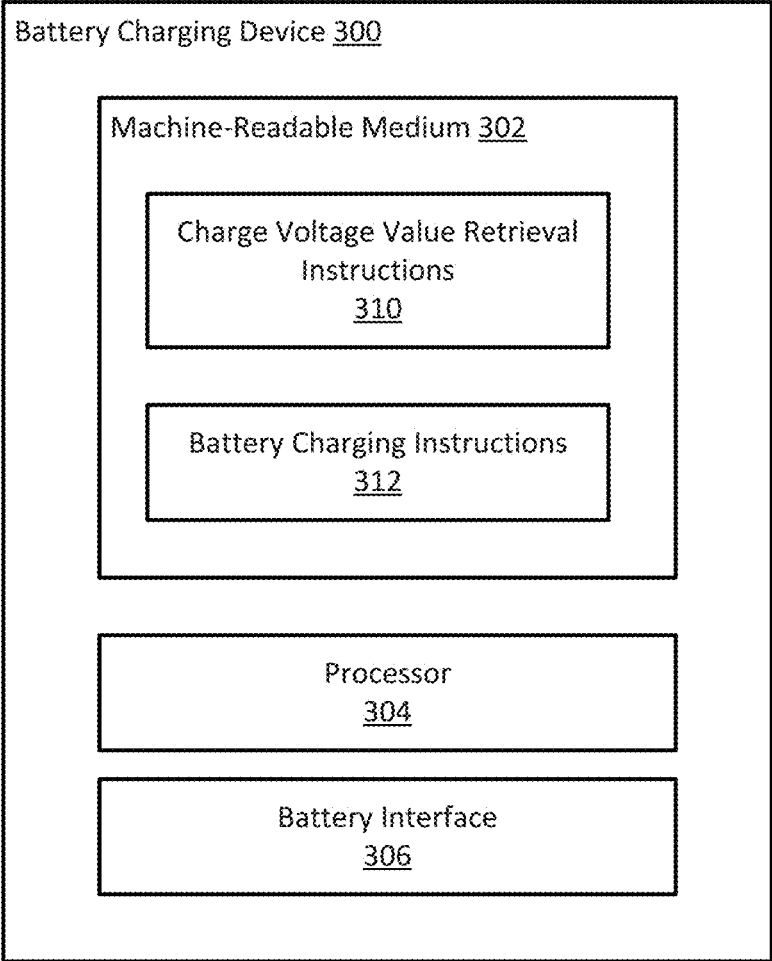 Battery Charging Device 300
Machine-Readable Medium 302
Charge Voltage Value Retrieval
Instructions
310
Battery Charging Instructions
312
Processor
304
Battery Interface
306